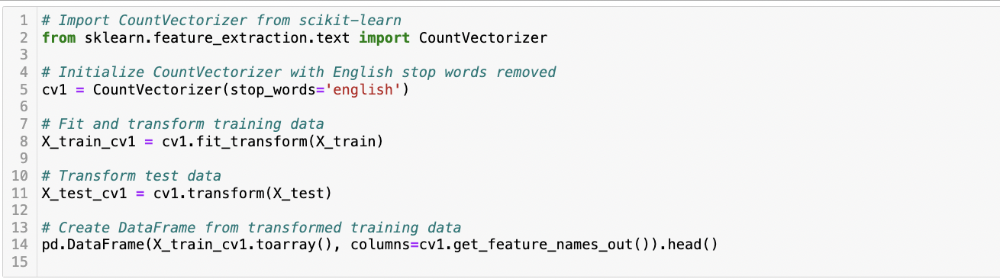 1 # Import CountVectorizer from scikit-learn
2 from sklearn.feature_extraction.text import CountVectorizer
3
4 # Initialize CountVectorizer with English stop words removed
5 cv1 = CountVectorizer(stop_words='english')
6
7 # Fit and transform training data
8 X_train_cv1 = cv1.fit_transform(X_train)
9
10 # Transform test data
11 X_test_cv1 = cv1.transform(X_test)
12
13 # Create DataFrame from transformed training data
14 pd.DataFrame(X_train_cv1.toarray(), columns=cv1.get_feature_names_out()).head()
15